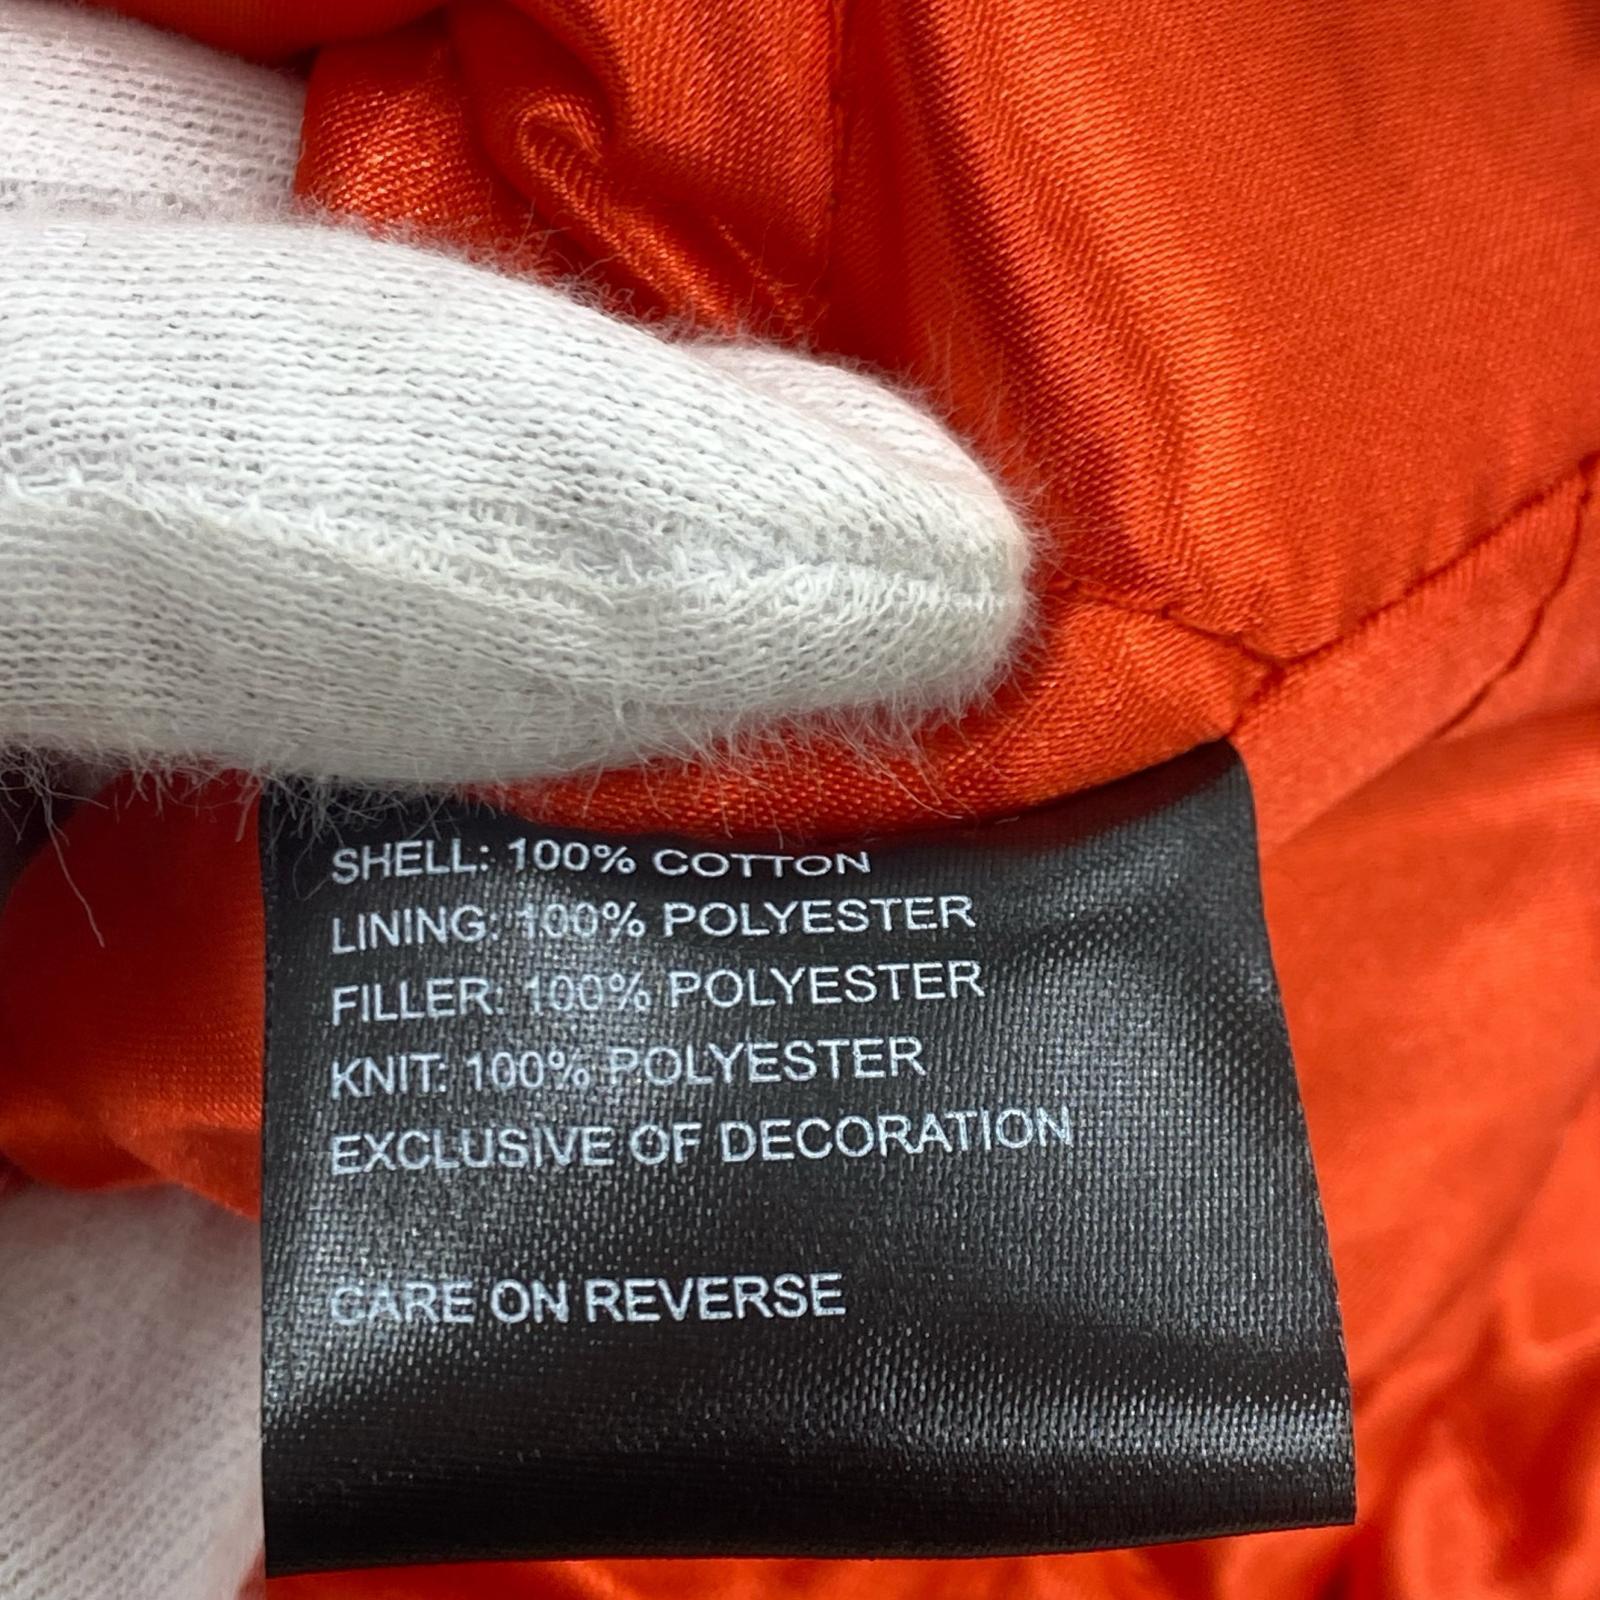 SHELL: 100% COTTON
LINING: 100% POLYESTER
FILLER: 100% POLYESTER
KNIT: 100% POLYESTER
EXCLUSIVE OF DECORATION
CARE ON REVERSE